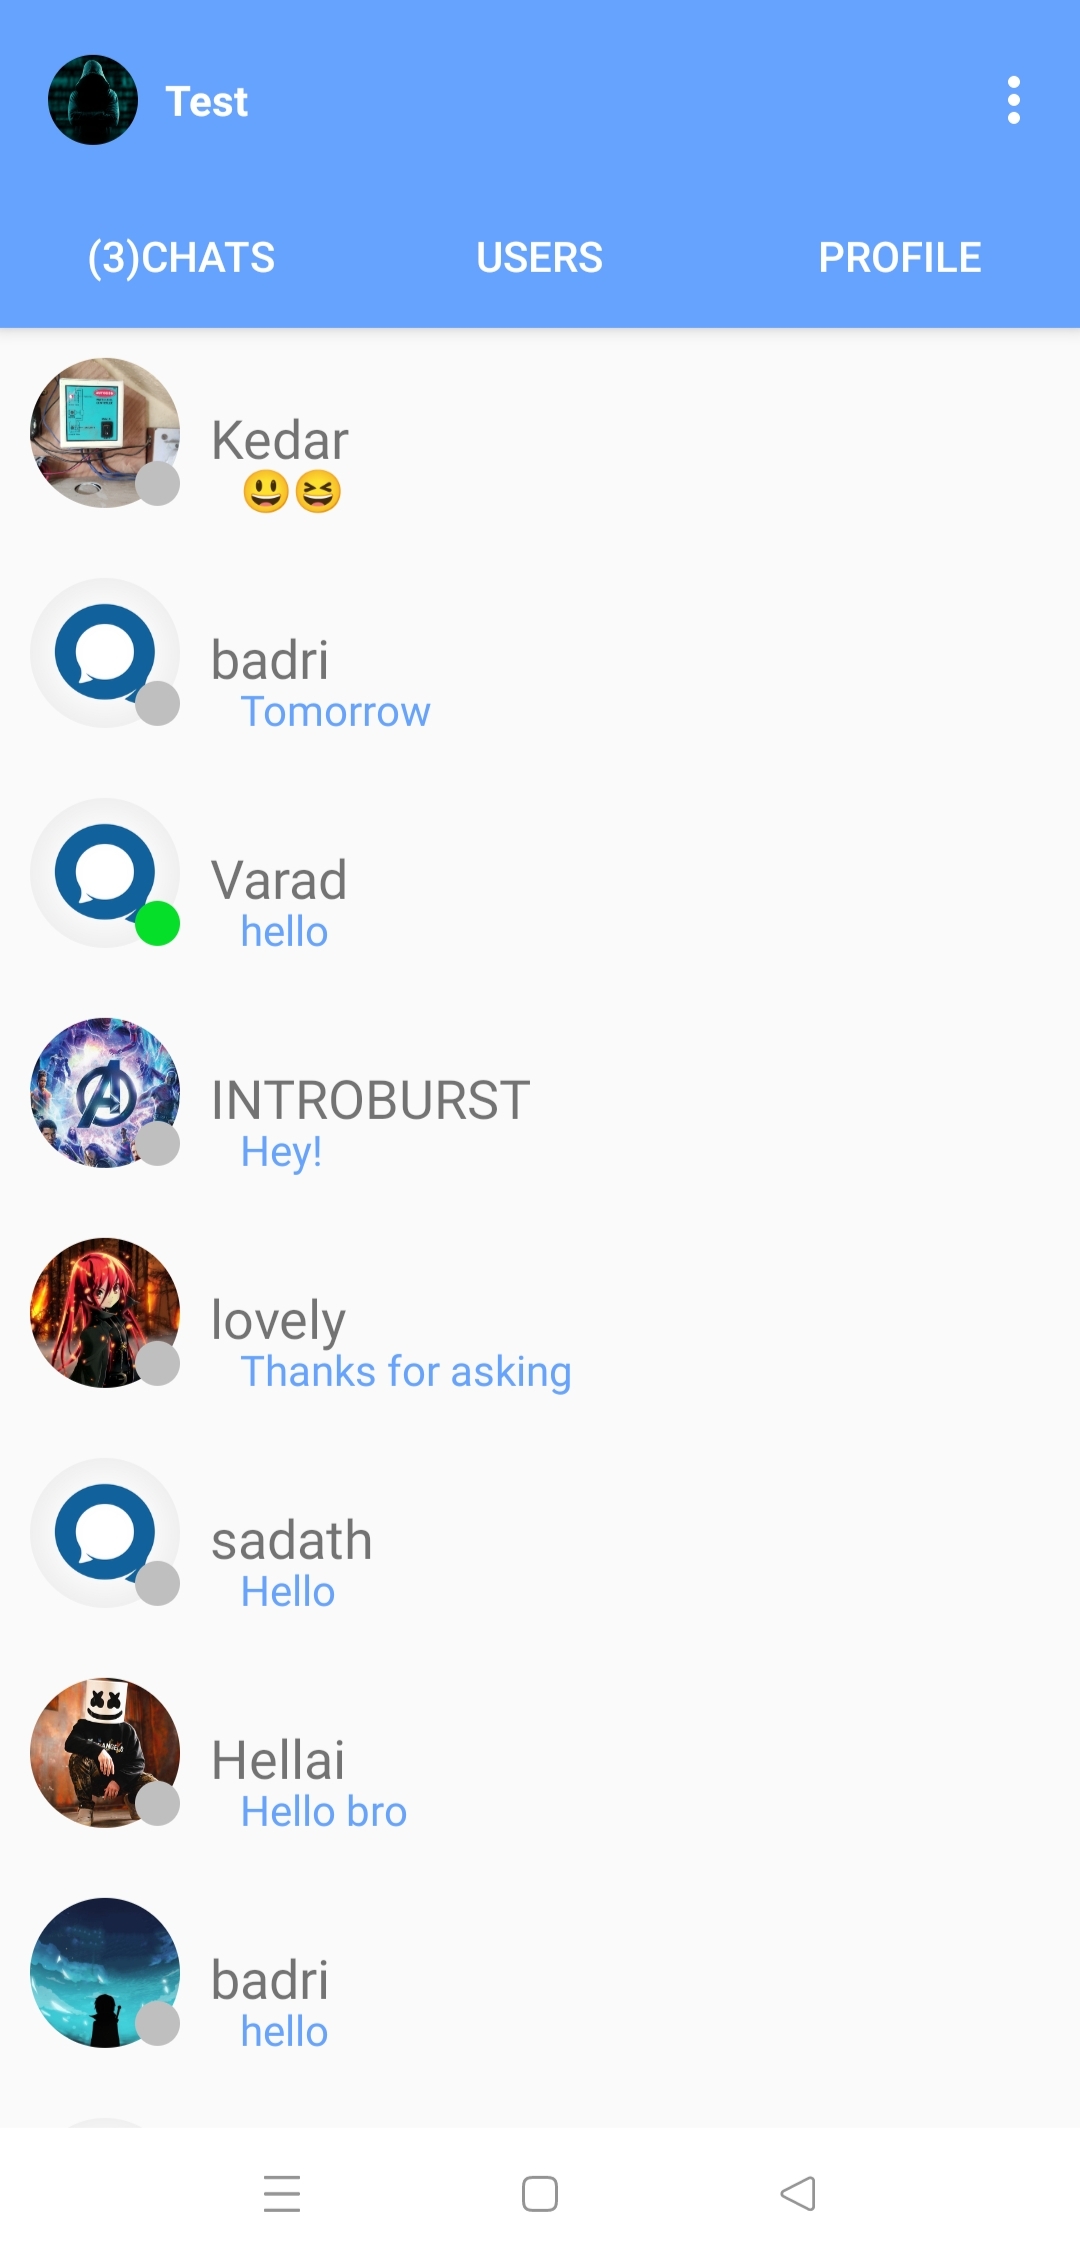 Test
(3)CHATS USERS PROFILE
Kedar
😃😆
badri
Tomorrow
Varad
hello
INTROBURST
Hey!
lovely
Thanks for asking
sadath
Hello
Hellai
Hello bro
badri
hello